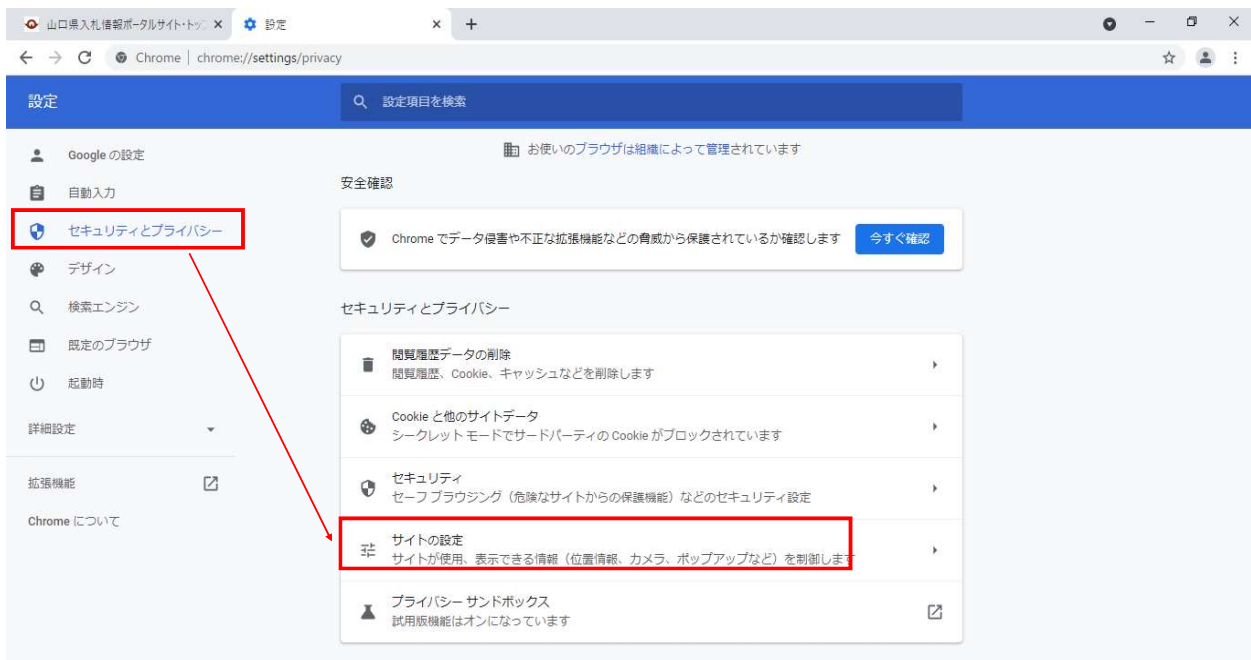 山口県入札情報ポータルサイト・トップ
設定
Chrome | chrome://settings/privacy
設定
設定項目を検索
Google の設定
自動入力
セキュリティとプライバシー
デザイン
検索エンジン
既定のブラウザ
起動時
詳細設定
拡張機能
Chrome について
お使いのブラウザは組織によって管理されています
安全確認
Chrome でデータ侵害や不正な拡張機能などの脅威から保護されているか確認します
今すぐ確認
セキュリティとプライバシー
閲覧履歴データの削除
閲覧履歴、Cookie、キャッシュなどを削除します
Cookie と他のサイトデータ
シークレット モードでサードパーティの Cookie がブロックされています
セキュリティ
セーフ ブラウジング（危険なサイトからの保護機能）などのセキュリティ設定
サイトの設定
サイトが使用、表示できる情報（位置情報、カメラ、ポップアップなど）を制御します
プライバシー サンドボックス
試用版機能はオンになっています